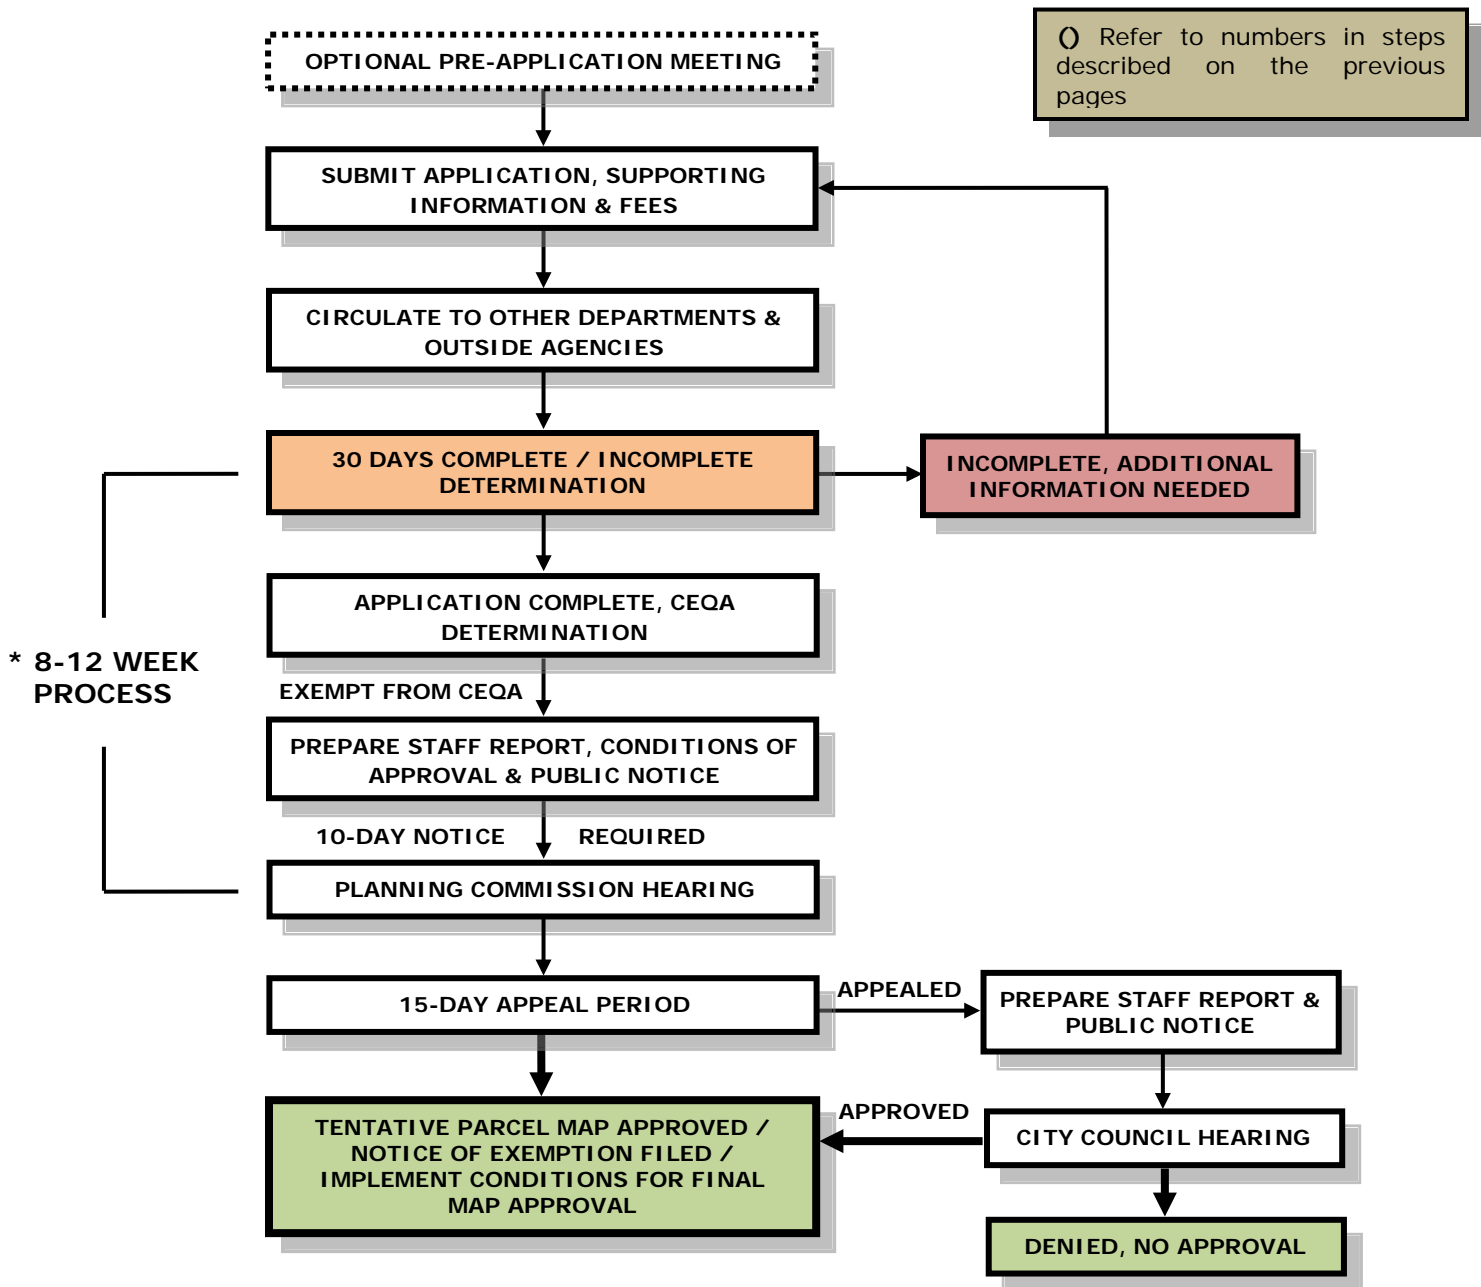 OPTIONAL PRE-APPLICATION MEETING
() Refer to numbers in steps
described on the previous
pages
SUBMIT APPLICATION, SUPPORTING
INFORMATION & FEES
CIRCULATE TO OTHER DEPARTMENTS &
OUTSIDE AGENCIES
30 DAYS COMPLETE / INCOMPLETE
DETERMINATION
INCOMPLETE, ADDITIONAL
INFORMATION NEEDED
APPLICATION COMPLETE, CEQA
DETERMINATION
* 8-12 WEEK
PROCESS
EXEMPT FROM CEQA
PREPARE STAFF REPORT, CONDITIONS OF
APPROVAL & PUBLIC NOTICE
10-DAY NOTICE REQUIRED
PLANNING COMMISSION HEARING
15-DAY APPEAL PERIOD
APPEALED
PREPARE STAFF REPORT &
PUBLIC NOTICE
TENTATIVE PARCEL MAP APPROVED /
NOTICE OF EXEMPTION FILED /
IMPLEMENT CONDITIONS FOR FINAL
MAP APPROVAL
APPROVED
CITY COUNCIL HEARING
DENIED, NO APPROVAL